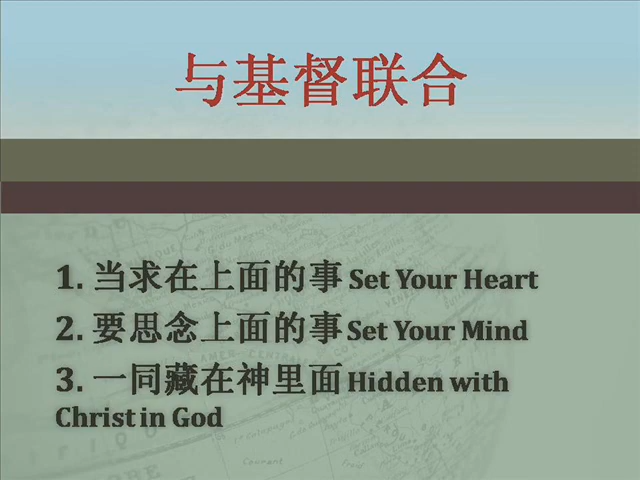 与基督联合
1. 当求在上面的事 Set Your Heart
2. 要思念上面的事 Set Your Mind
3. 一同藏在神里面 Hidden with
Christ in God